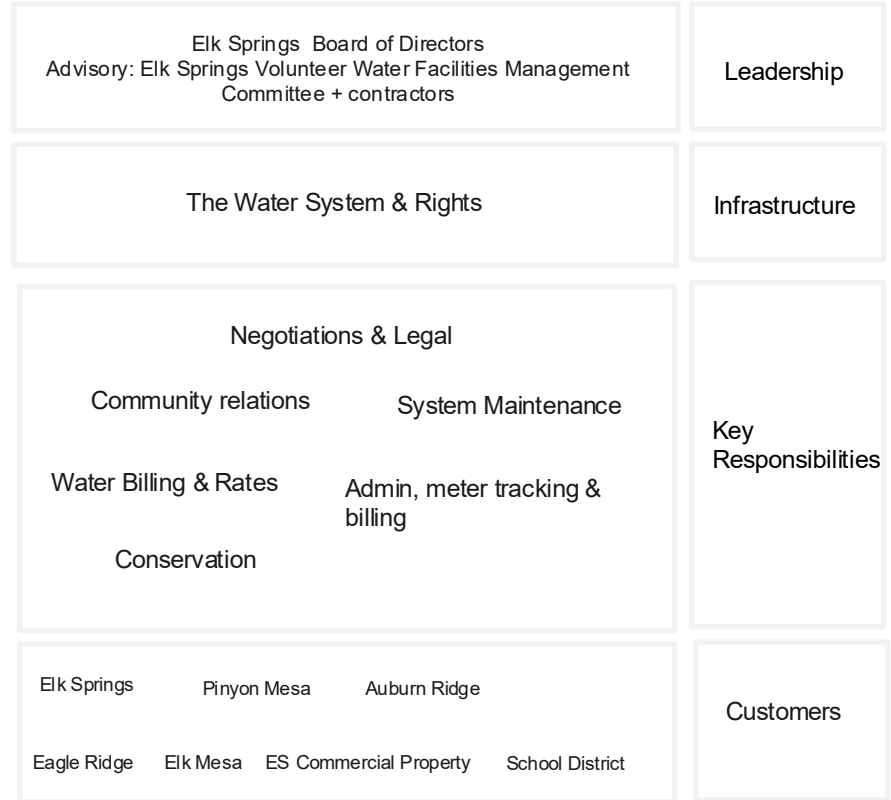 Elk Springs Board of Directors
Advisory: Elk Springs Volunteer Water Facilities Management
Committee + contractors
Leadership
The Water System & Rights
Infrastructure
Negotiations & Legal
Community relations
System Maintenance
Water Billing & Rates
Admin, meter tracking &
billing
Conservation
Key
Responsibilities
Elk Springs
Pinyon Mesa
Auburn Ridge
Eagle Ridge
Elk Mesa
ES Commercial Property
School District
Customers